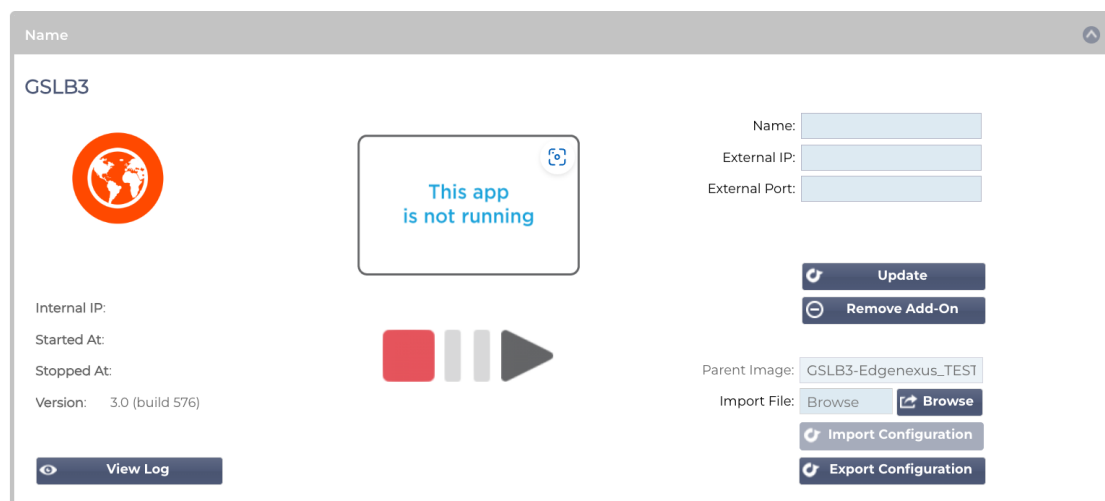 Name
GSLB3
This app
is not running
Name:
External IP:
External Port:
Update
Remove Add-On
Internal IP:
Started At:
Stopped At:
Version: 3.0 (build 576)
Parent Image: GSLB3-Edgenexus_TEST
Import File: Browse Browse
Import Configuration
View Log
Export Configuration